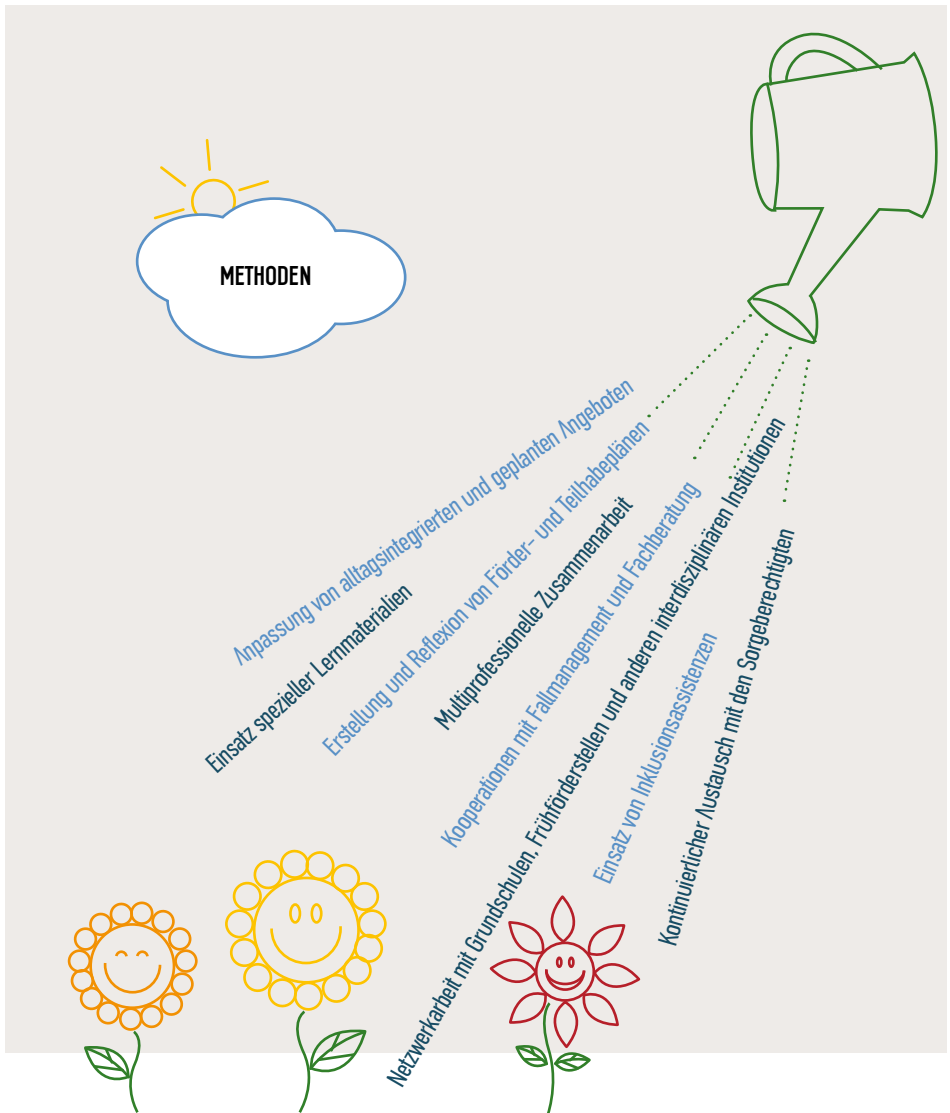 METHODEN
Anpassung von alltagsintegrierten und geplanten Angeboten
Einsatz spezieller Lernmaterialien
Erstellung und Reflexion von Förder- und Teilhabeplänen
Multiprofessionelle Zusammenarbeit
Kooperationen mit Fallmanagement und Fachberatung
Netzwerkarbeit mit Grundschulen, Frühförderstellen und anderen interdisziplinären Institutionen
Einsatz von Inklusionsassistenzen
Kontinuierlicher Austausch mit den Sorgeberechtigten